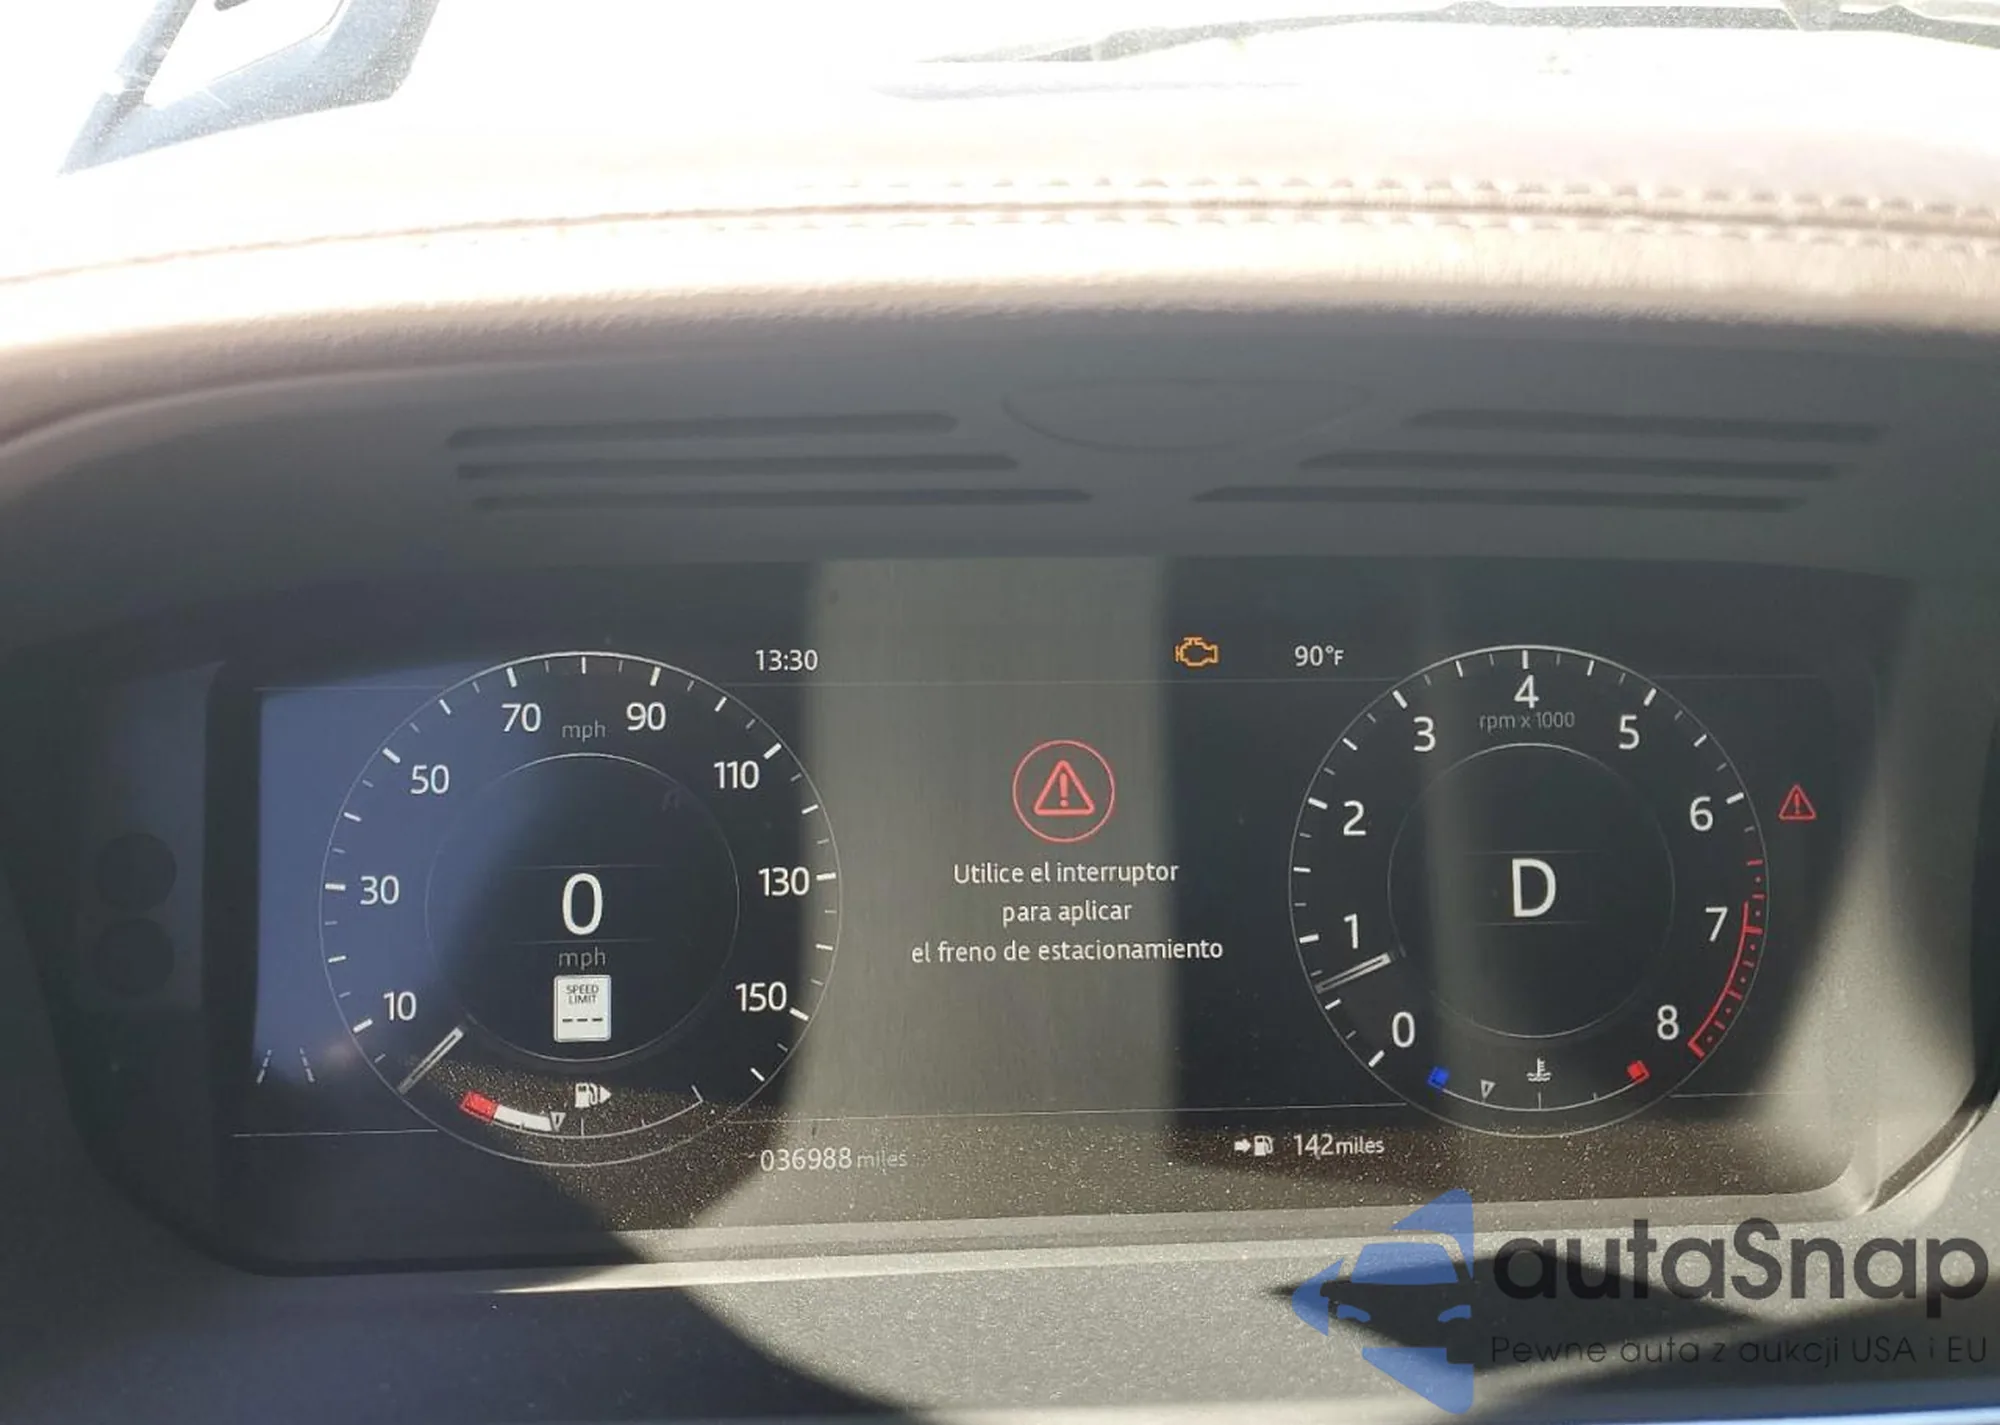 13:30
90°F
70
mph
90
50
110
30
130
10
150
0
mph
SPEED
LIMIT
---
036988 miles
Utilice el interruptor
para aplicar
el freno de estacionamiento
4
rpm x 1000
3
5
2
6
1
7
0
8
D
142miles
autaSnap
Pewne auta z aukcji USA i EU